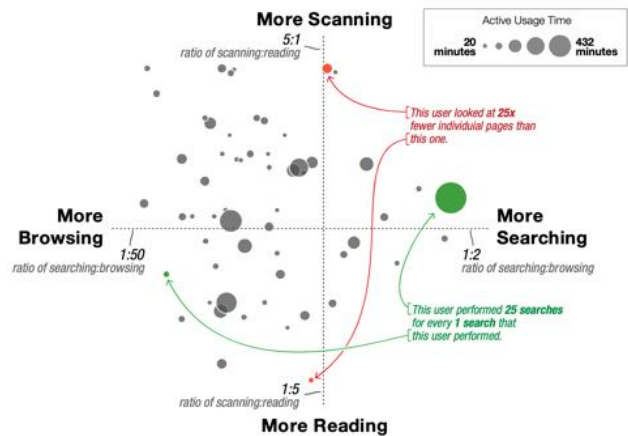 More Scanning
5:1
ratio of scanning:reading
Active Usage Time
20
minutes
432
minutes
This user looked at 25x
fewer individuial pages than
this one.
More
Browsing
1:50
ratio of searching:browsing
More
Searching
1:2
ratio of searching:browsing
This user performed 25 searches
for every 1 search that
this user performed.
1:5
ratio of scanning:reading
More Reading